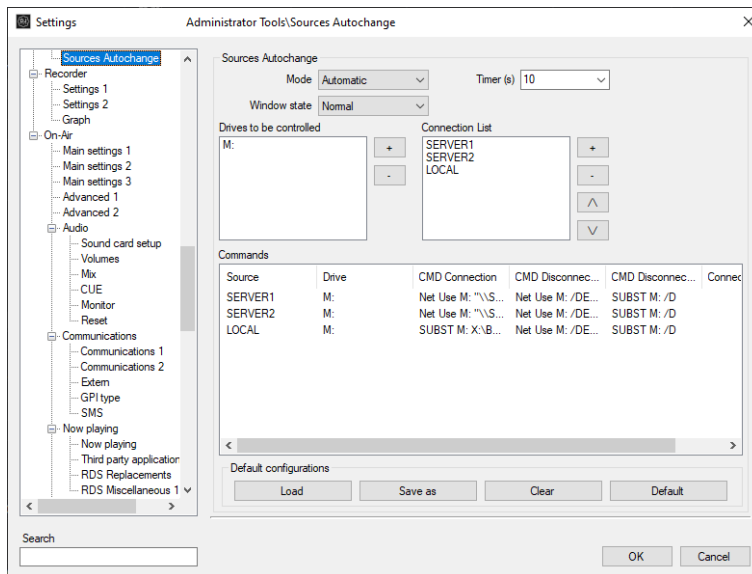 Settings
Administrator Tools\Sources Autochange
Sources Autochange
Recorder
Settings 1
Settings 2
Graph
On-Air
Main settings 1
Main settings 2
Main settings 3
Advanced 1
Advanced 2
Audio
Sound card setup
Volumes
Mix
CUE
Monitor
Reset
Communications
Communications 1
Communications 2
Extern
GPI type
SMS
Now playing
Now playing
Third party application
RDS Replacements
RDS Miscellaneous 1
Search
Sources Autochange
Mode Automatic Timer (s) 10
Window state Normal
Drives to be controlled
M:
+
-
Connection List
SERVER1
SERVER2
LOCAL
+
-
Commands
Source Drive CMD Connection CMD Disconnec... CMD Disconnec... Connec
SERVER1 M: Net Use M: "\\S... Net Use M: /DE... SUBST M: /D
SERVER2 M: Net Use M: "\\S... Net Use M: /DE... SUBST M: /D
LOCAL M: SUBST M: X:\B... Net Use M: /DE... SUBST M: /D
Default configurations
Load Save as Clear Default
OK Cancel